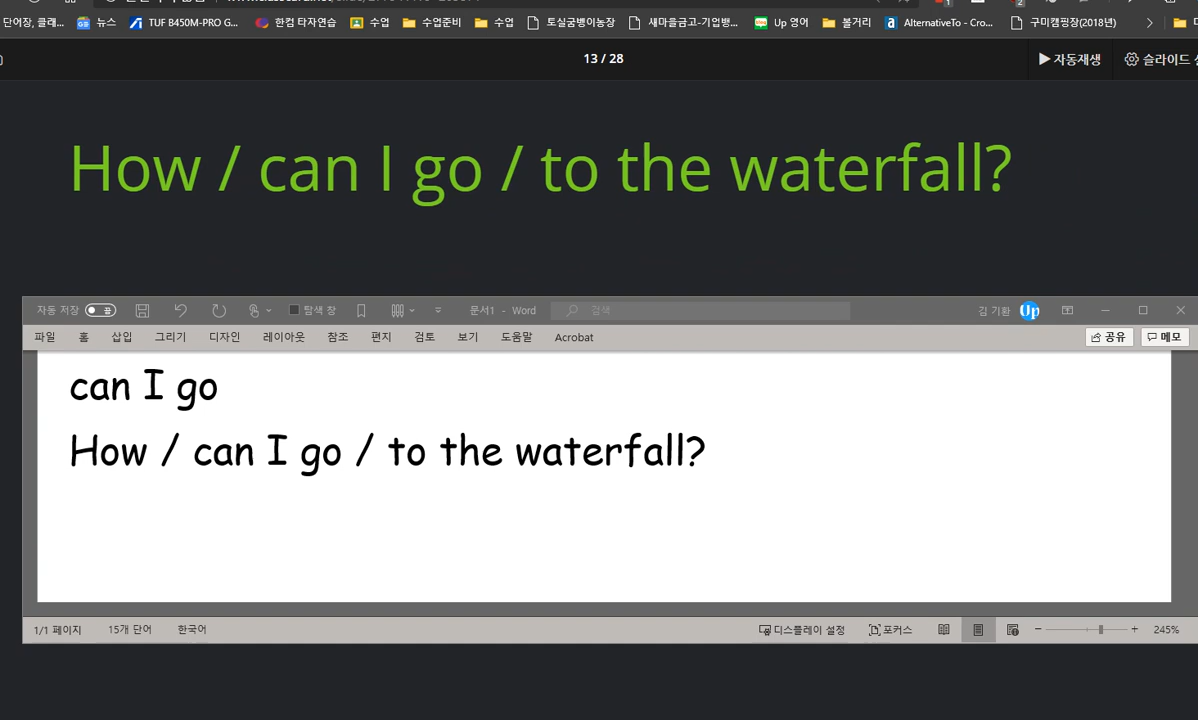 단어장, 클래... 뉴스 TUF B450M-PRO G... 한컴 타자연습 수업 수업준비 수업 토실굼벵이농장 새마을금고-기업뱅... Up 영어 볼거리 AlternativeTo - Cro... 구미캠핑장(2018년)
13 / 28 자동재생 슬라이드
How / can I go / to the waterfall?
자동 저장 끔 탐색 창 문서1 - Word 검색 김 기환 Up
파일 홈 삽입 그리기 디자인 레이아웃 참조 편지 검토 보기 도움말 Acrobat 공유 메모
can I go
How / can I go / to the waterfall?
1/1 페이지 15개 단어 한국어 디스플레이 설정 포커스 245%